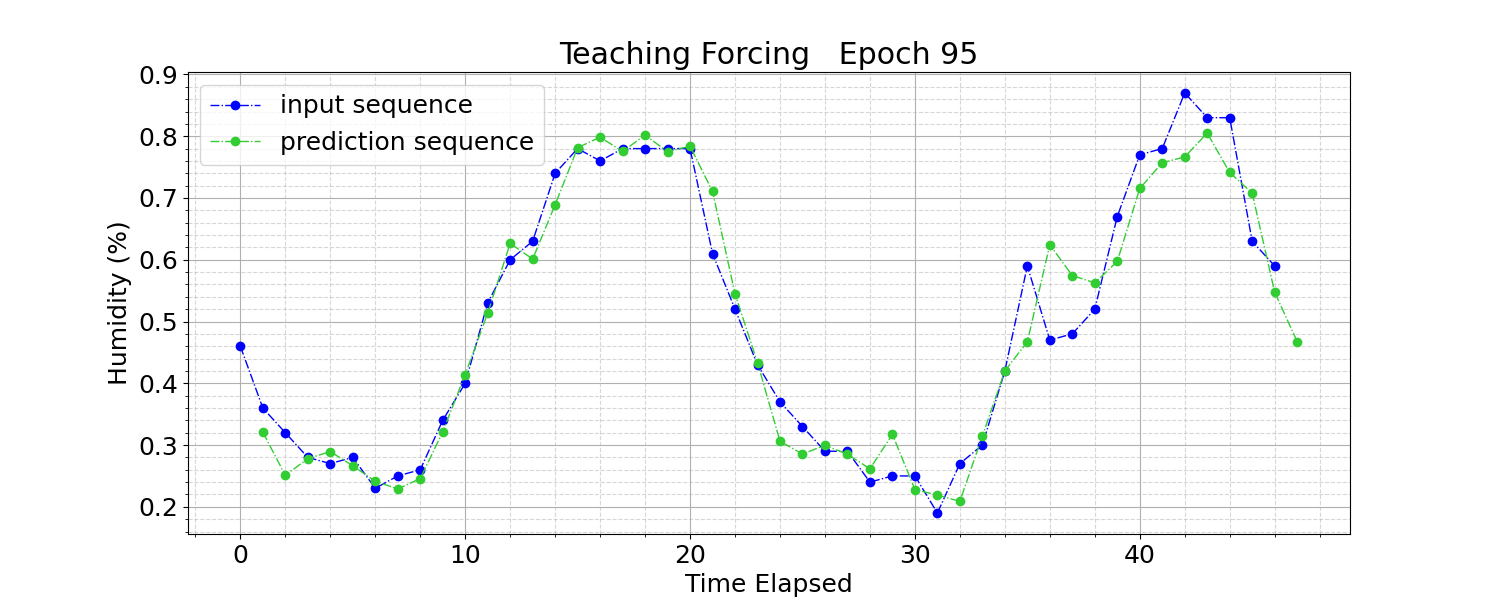 Teaching Forcing   Epoch 95
input sequence
prediction sequence
Humidity (%)
0.9
0.8
0.7
0.6
0.5
0.4
0.3
0.2
0 10 20 30 40
Time Elapsed